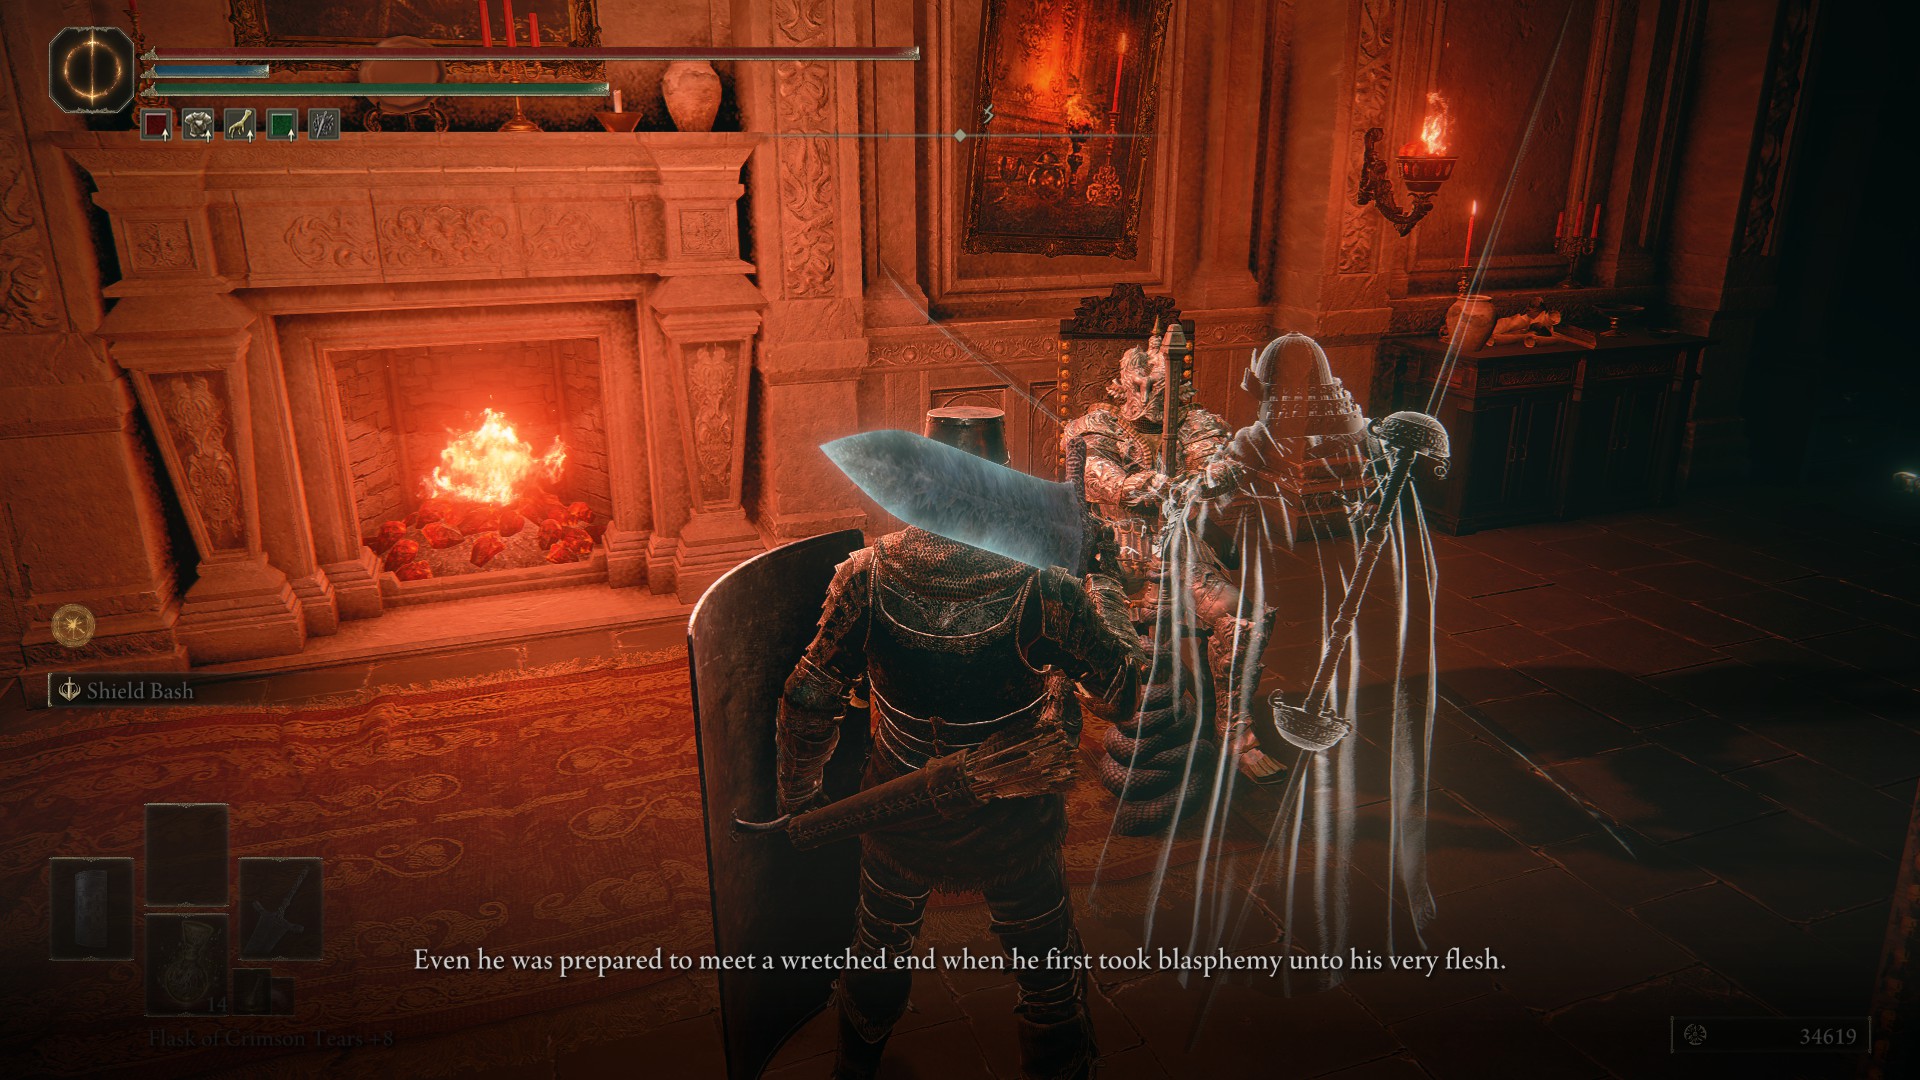 Shield Bash
Even he was prepared to meet a wretched end when he first took blasphemy unto his very flesh.
14
Flask of Crimson Tears +8
34619